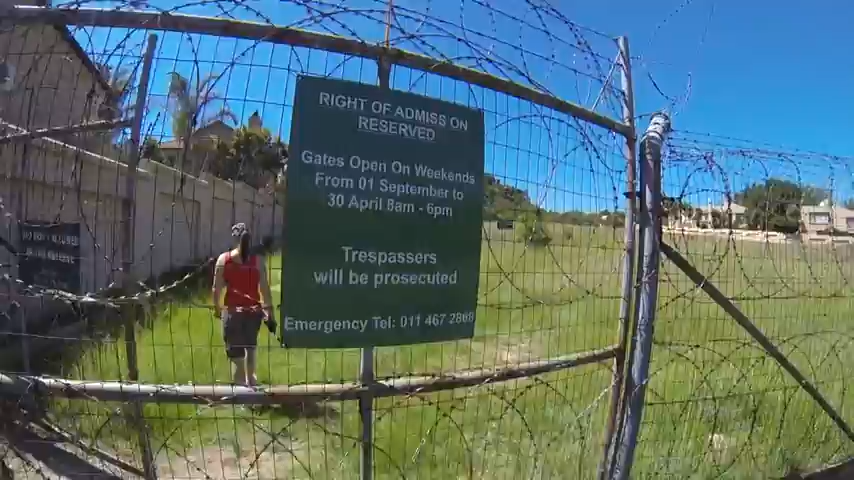 RIGHT OF ADMISS ON
RESERVED
Gates Open On Weekends
From 01 September to
30 April 8am - 6pm
Trespassers
will be prosecuted
Emergency Tel: 011 467 2868